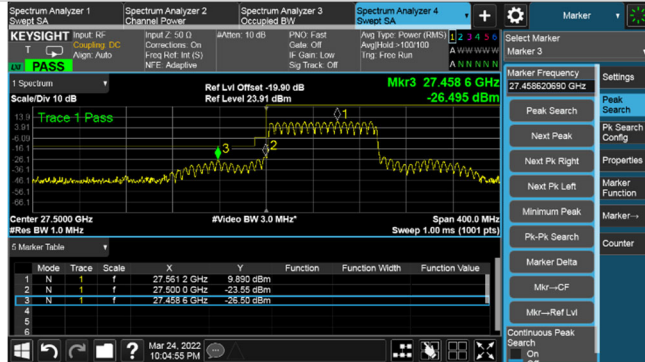 Spectrum Analyzer 1
Swept SA
Spectrum Analyzer 2
Channel Power
Spectrum Analyzer 3
Occupied BW
Spectrum Analyzer 4
Swept SA
Marker
KEYSIGHT
Input: RF
Coupling: DC
Align: Auto
Input Z: 50 Ω
Corrections: On
Freq Ref: Int (S)
NFE: Adaptive
#Atten: 10 dB
PNO: Fast
Gate: Off
IF Gain: Low
Sig Track: Off
Avg Type: Power (RMS)
Avg|Hold:>100/100
Trig: Free Run
1 2 3 4 5 6
A W W W W W
A N N N N N
LXI
PASS
Select Marker
Marker 3
1 Spectrum
Scale/Div 10 dB
Ref Lvl Offset -19.90 dB
Ref Level 23.91 dBm
Mkr3 27.458 6 GHz
-26.495 dBm
Trace 1 Pass
13.9
3.91
-6.09
-16.1
-26.1
-36.1
-46.1
-56.1
-66.1
1
2
3
Center 27.5000 GHz
#Res BW 1.0 MHz
#Video BW 3.0 MHz*
Span 400.0 MHz
Sweep 1.00 ms (1001 pts)
5 Marker Table
Mode Trace Scale X Y Function Function Width Function Value
1 N 1 f 27.561 2 GHz 9.890 dBm
2 N 1 f 27.500 0 GHz -23.55 dBm
3 N 1 f 27.458 6 GHz -26.50 dBm
4
5
6
Marker Frequency
27.458620690 GHz
Peak Search
Next Peak
Next Pk Right
Next Pk Left
Minimum Peak
Pk-Pk Search
Marker Delta
Mkr→CF
Mkr→Ref Lvl
Continuous Peak
Search
On
Settings
Peak
Search
Pk Search
Config
Properties
Marker
Function
Marker→
Counter
Mar 24, 2022
10:04:55 PM